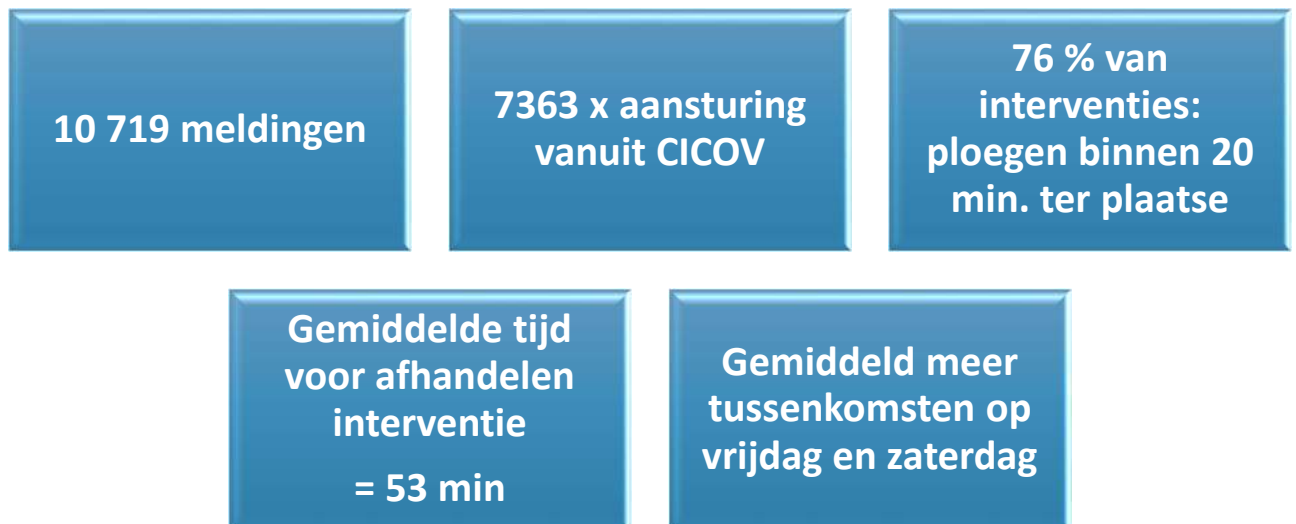 10 719 meldingen
7363 x aansturing
vanuit CICOV
76 % van
interventies:
ploegen binnen 20
min. ter plaatse
Gemiddelde tijd
voor afhandelen
interventie
= 53 min
Gemiddeld meer
tussenkomsten op
vrijdag en zaterdag